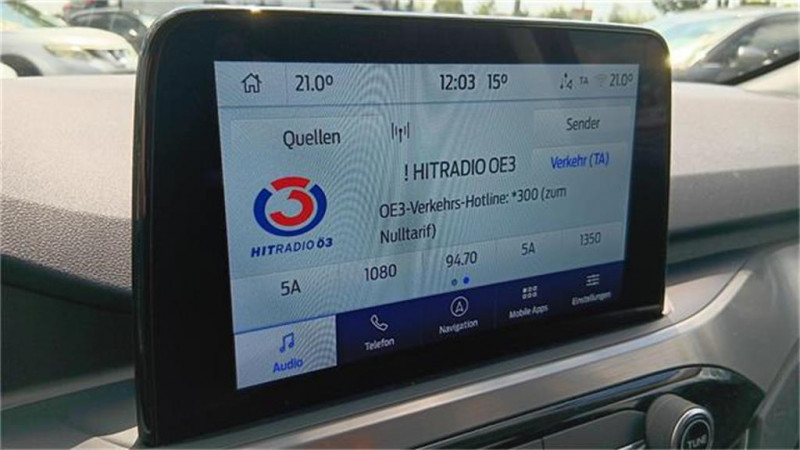 21.0° 12:03 15° TA 21.0°
Quellen Sender
! HITRADIO OE3 Verkehr (TA)
3
HITRADIO Ö3
OE3-Verkehrs-Hotline: *300 (zum
Nulltarif)
5A 1080 94.70 5A 1350
Audio Telefon Navigation Mobile Apps Einstellungen
TUNE